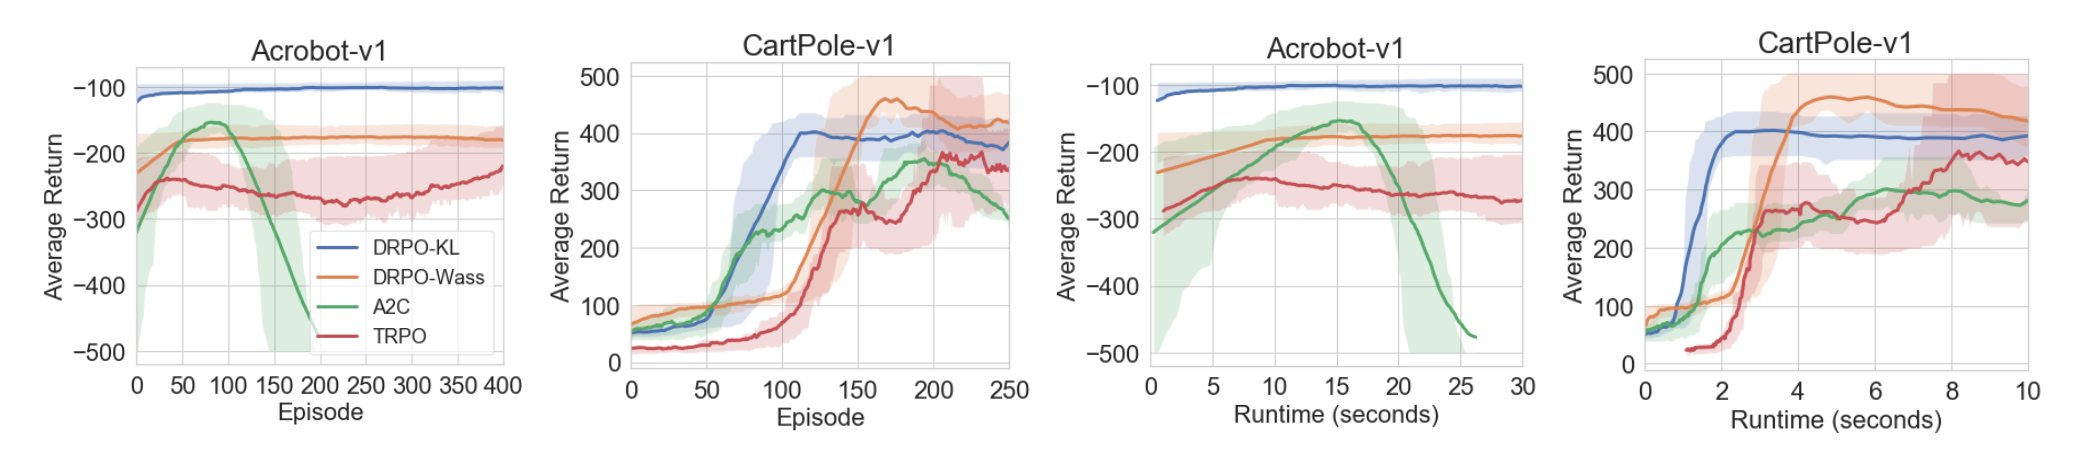 Acrobot-v1
Average Return
−100
−200
−300
−400
−500
0 50 100 150 200 250 300 350 400
Episode
DRPO-KL
DRPO-Wass
A2C
TRPO
CartPole-v1
Average Return
500
400
300
200
100
0
0 50 100 150 200 250
Episode
Acrobot-v1
Average Return
−100
−200
−300
−400
−500
0 5 10 15 20 25 30
Runtime (seconds)
CartPole-v1
Average Return
500
400
300
200
100
0
0 2 4 6 8 10
Runtime (seconds)